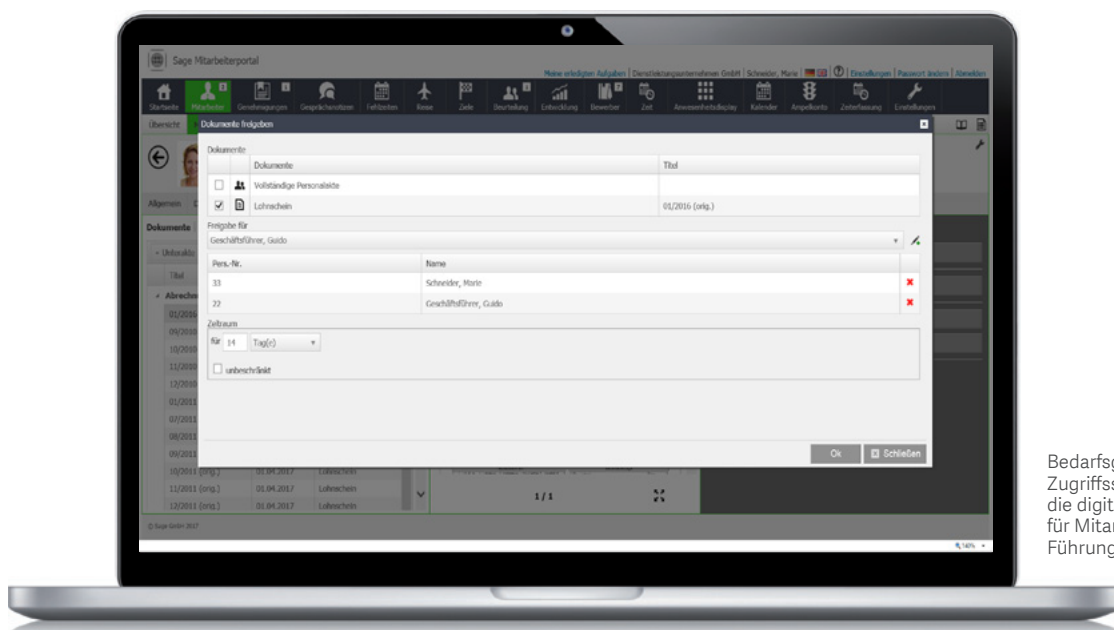 Sage Mitarbeiterportal
Meine erledigten Aufgaben | Dienstleistungsunternehmen GmbH | Schneider, Marie | Einstellungen | Passwort ändern | Abmelden
Startseite Mitarbeiter Genehmigungen Gesprächsnotizen Fehlzeiten Reise Ziele Beurteilung Entwicklung Bewerber Zeit Anwesenheitsdisplay Kalender Ampelkonto Zeiterfassung Einstellungen
Übersicht
Dokumente freigeben
Dokumente
Dokumente Titel
Vollständige Personalakte
Lohnschein 01/2016 (orig.)
Allgemein
Dokumente
Freigabe für
Geschäftsführer, Guido
Unterakte
Pers.-Nr. Name
Titel
33 Schneider, Marie
22 Geschäftsführer, Guido
01/2016
Zeitraum
09/2010
für 14 Tag(e)
10/2010
11/2010
unbeschränkt
12/2010
01/2011
07/2011
08/2011
09/2011
Ok Schließen
10/2011 (orig.) 01.04.2017 Lohnschein
11/2011 (orig.) 01.04.2017 Lohnschein
1 / 1
12/2011 (orig.) 01.04.2017 Lohnschein
© Sage GmbH 2017
Bedarfsg
Zugriffss
die digit
für Mitar
Führung